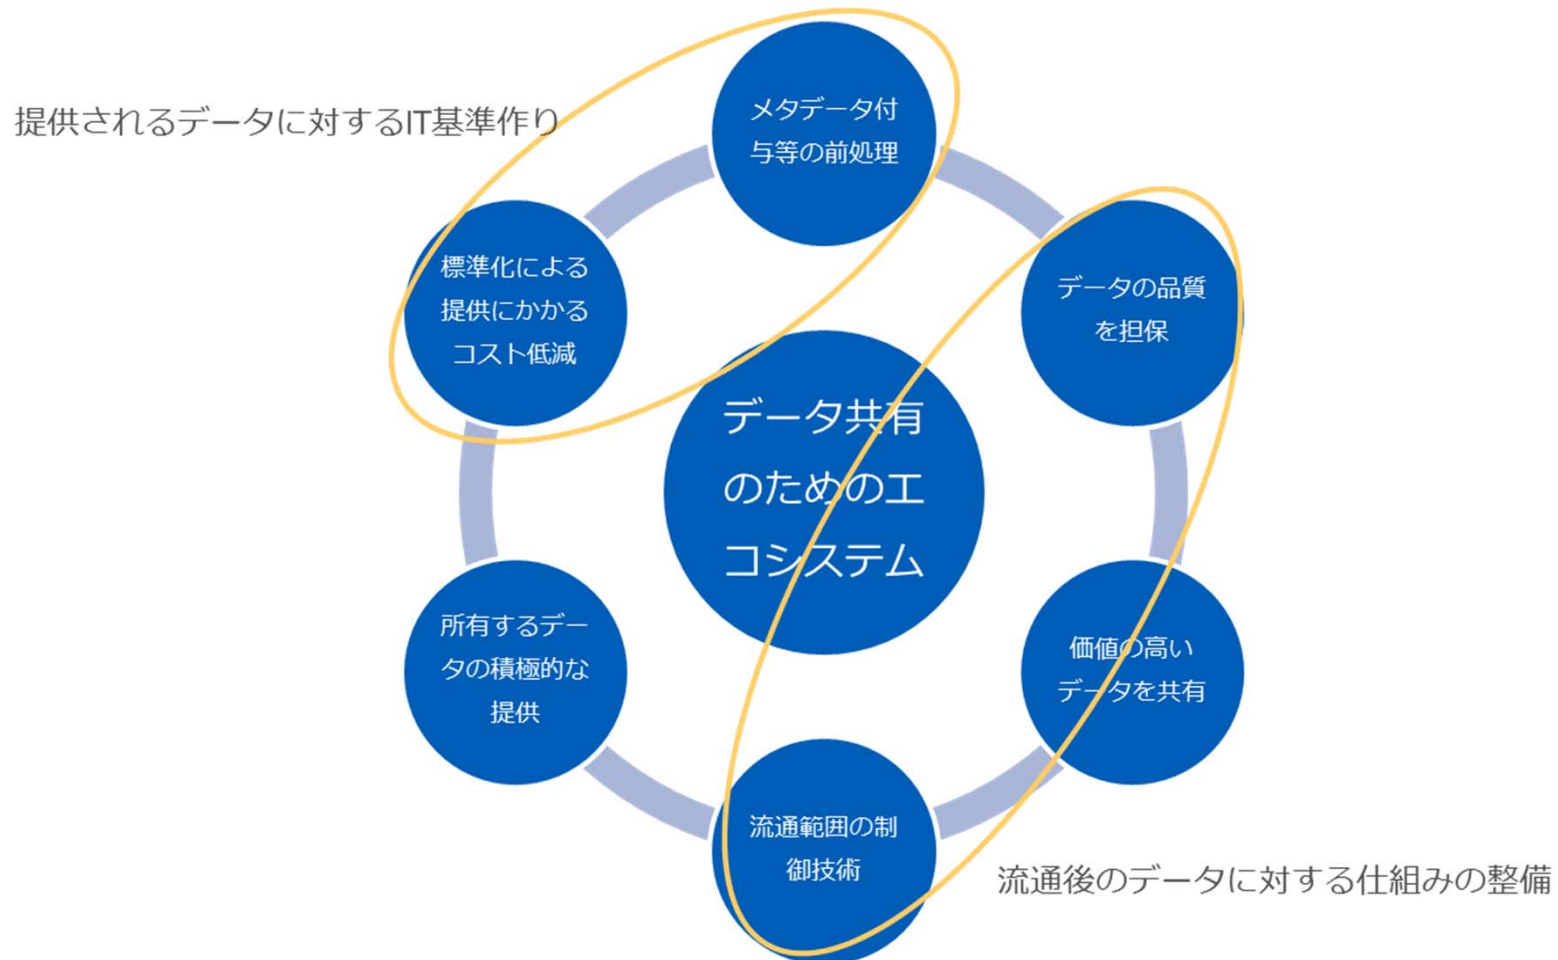 提供されるデータに対するIT基準作り
メタデータ付
与等の前処理
標準化による
提供にかかる
コスト低減
データの品質
を担保
データ共有
のためのエ
コシステム
所有するデー
タの積極的な
提供
価値の高い
データを共有
流通範囲の制
御技術
流通後のデータに対する仕組みの整備